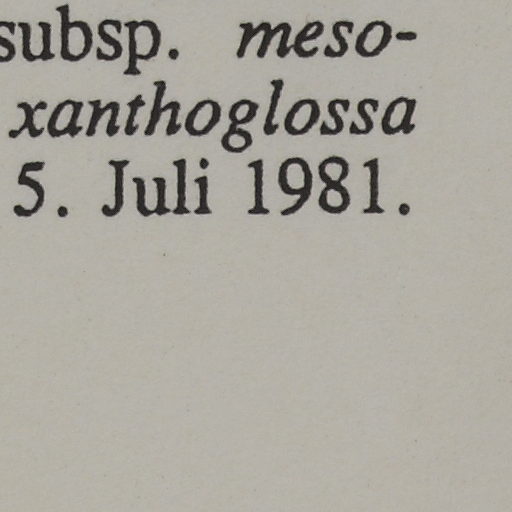 subsp. meso-
xanthoglossa
5. Juli 1981.